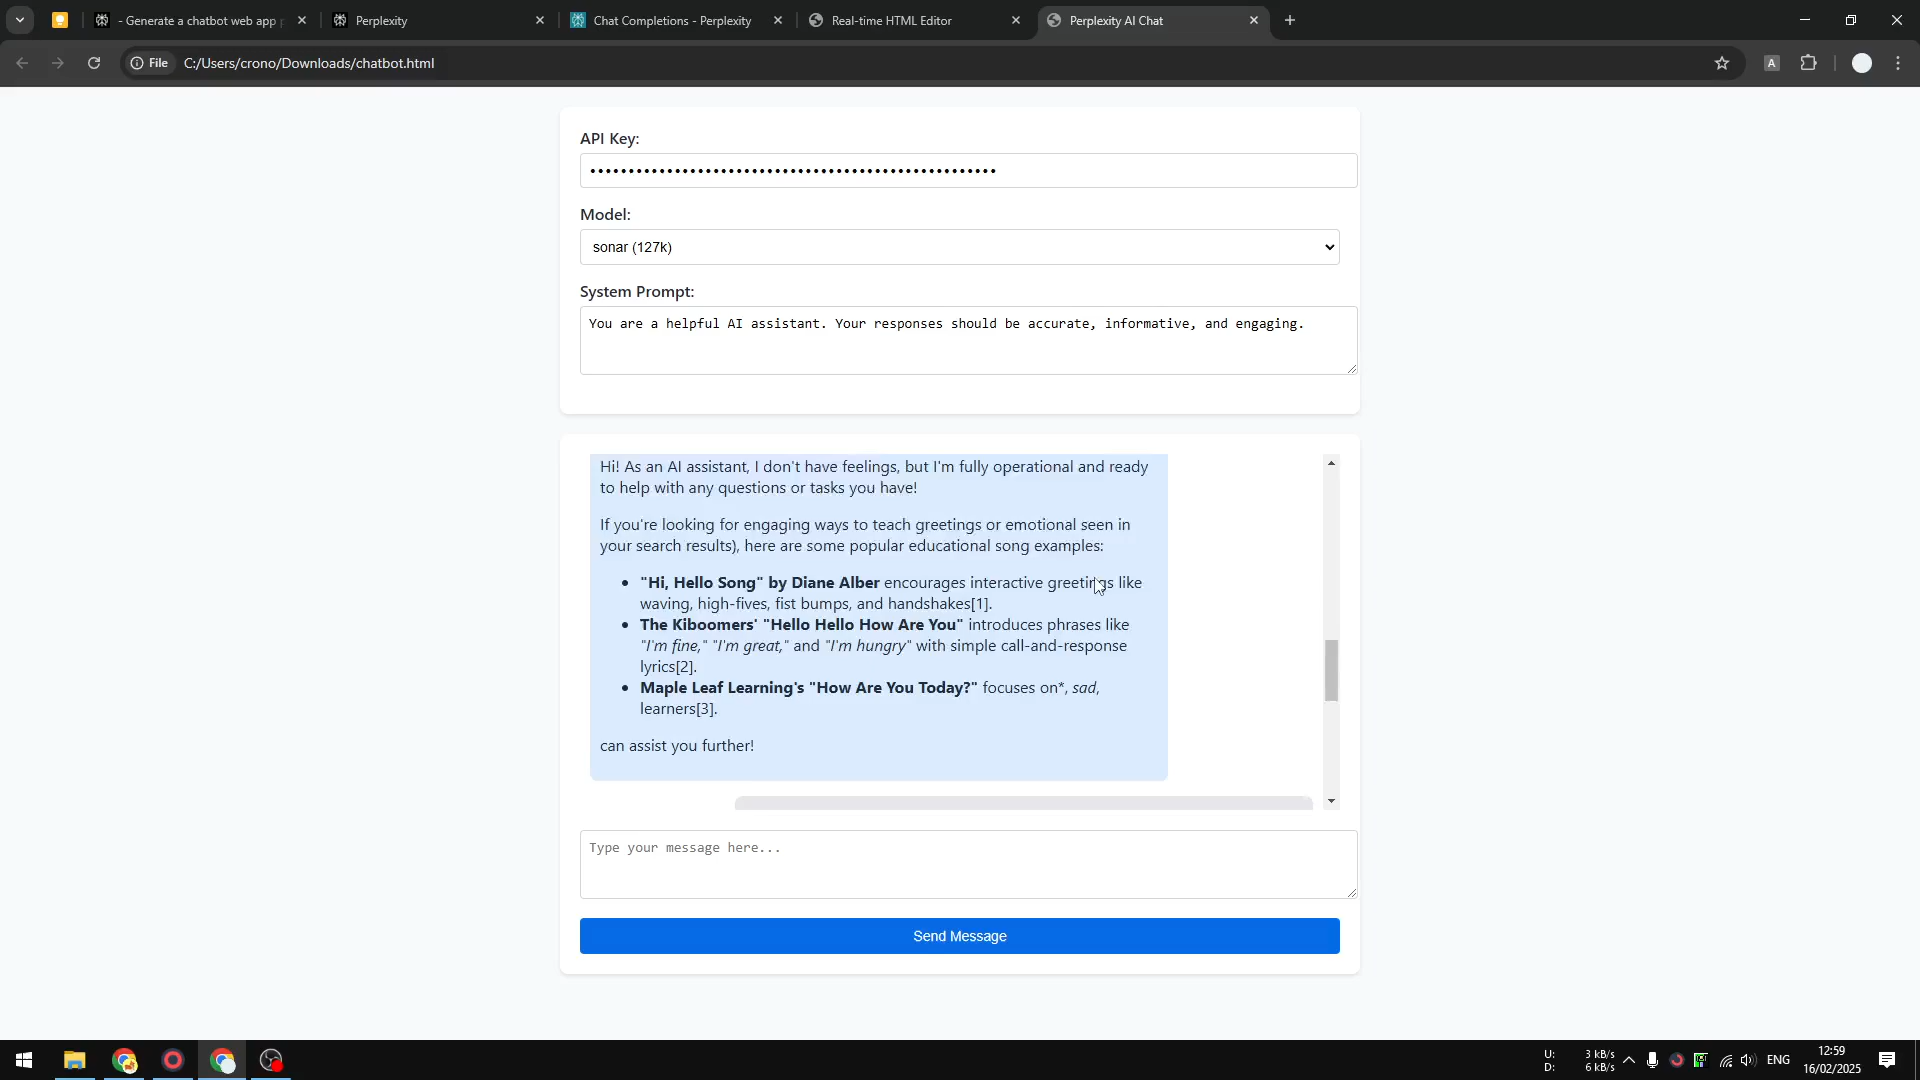 - Generate a chatbot web app
Perplexity
Chat Completions - Perplexity
Real-time HTML Editor
Perplexity AI Chat
File
C:/Users/crono/Downloads/chatbot.html
A
API Key:
Model:
sonar (127k)
System Prompt:
You are a helpful AI assistant. Your responses should be accurate, informative, and engaging.
Hi! As an AI assistant, I don't have feelings, but I'm fully operational and ready
to help with any questions or tasks you have!
If you're looking for engaging ways to teach greetings or emotional seen in
your search results), here are some popular educational song examples:
• "Hi, Hello Song" by Diane Alber encourages interactive greetings like
waving, high-fives, fist bumps, and handshakes[1].
• The Kiboomers' "Hello Hello How Are You" introduces phrases like
"I'm fine," "I'm great," and "I'm hungry" with simple call-and-response
lyrics[2].
• Maple Leaf Learning's "How Are You Today?" focuses on*, sad,
learners[3].
can assist you further!
Type your message here...
Send Message
U: 3 kB/s
D: 6 kB/s
ENG
12:59
16/02/2025